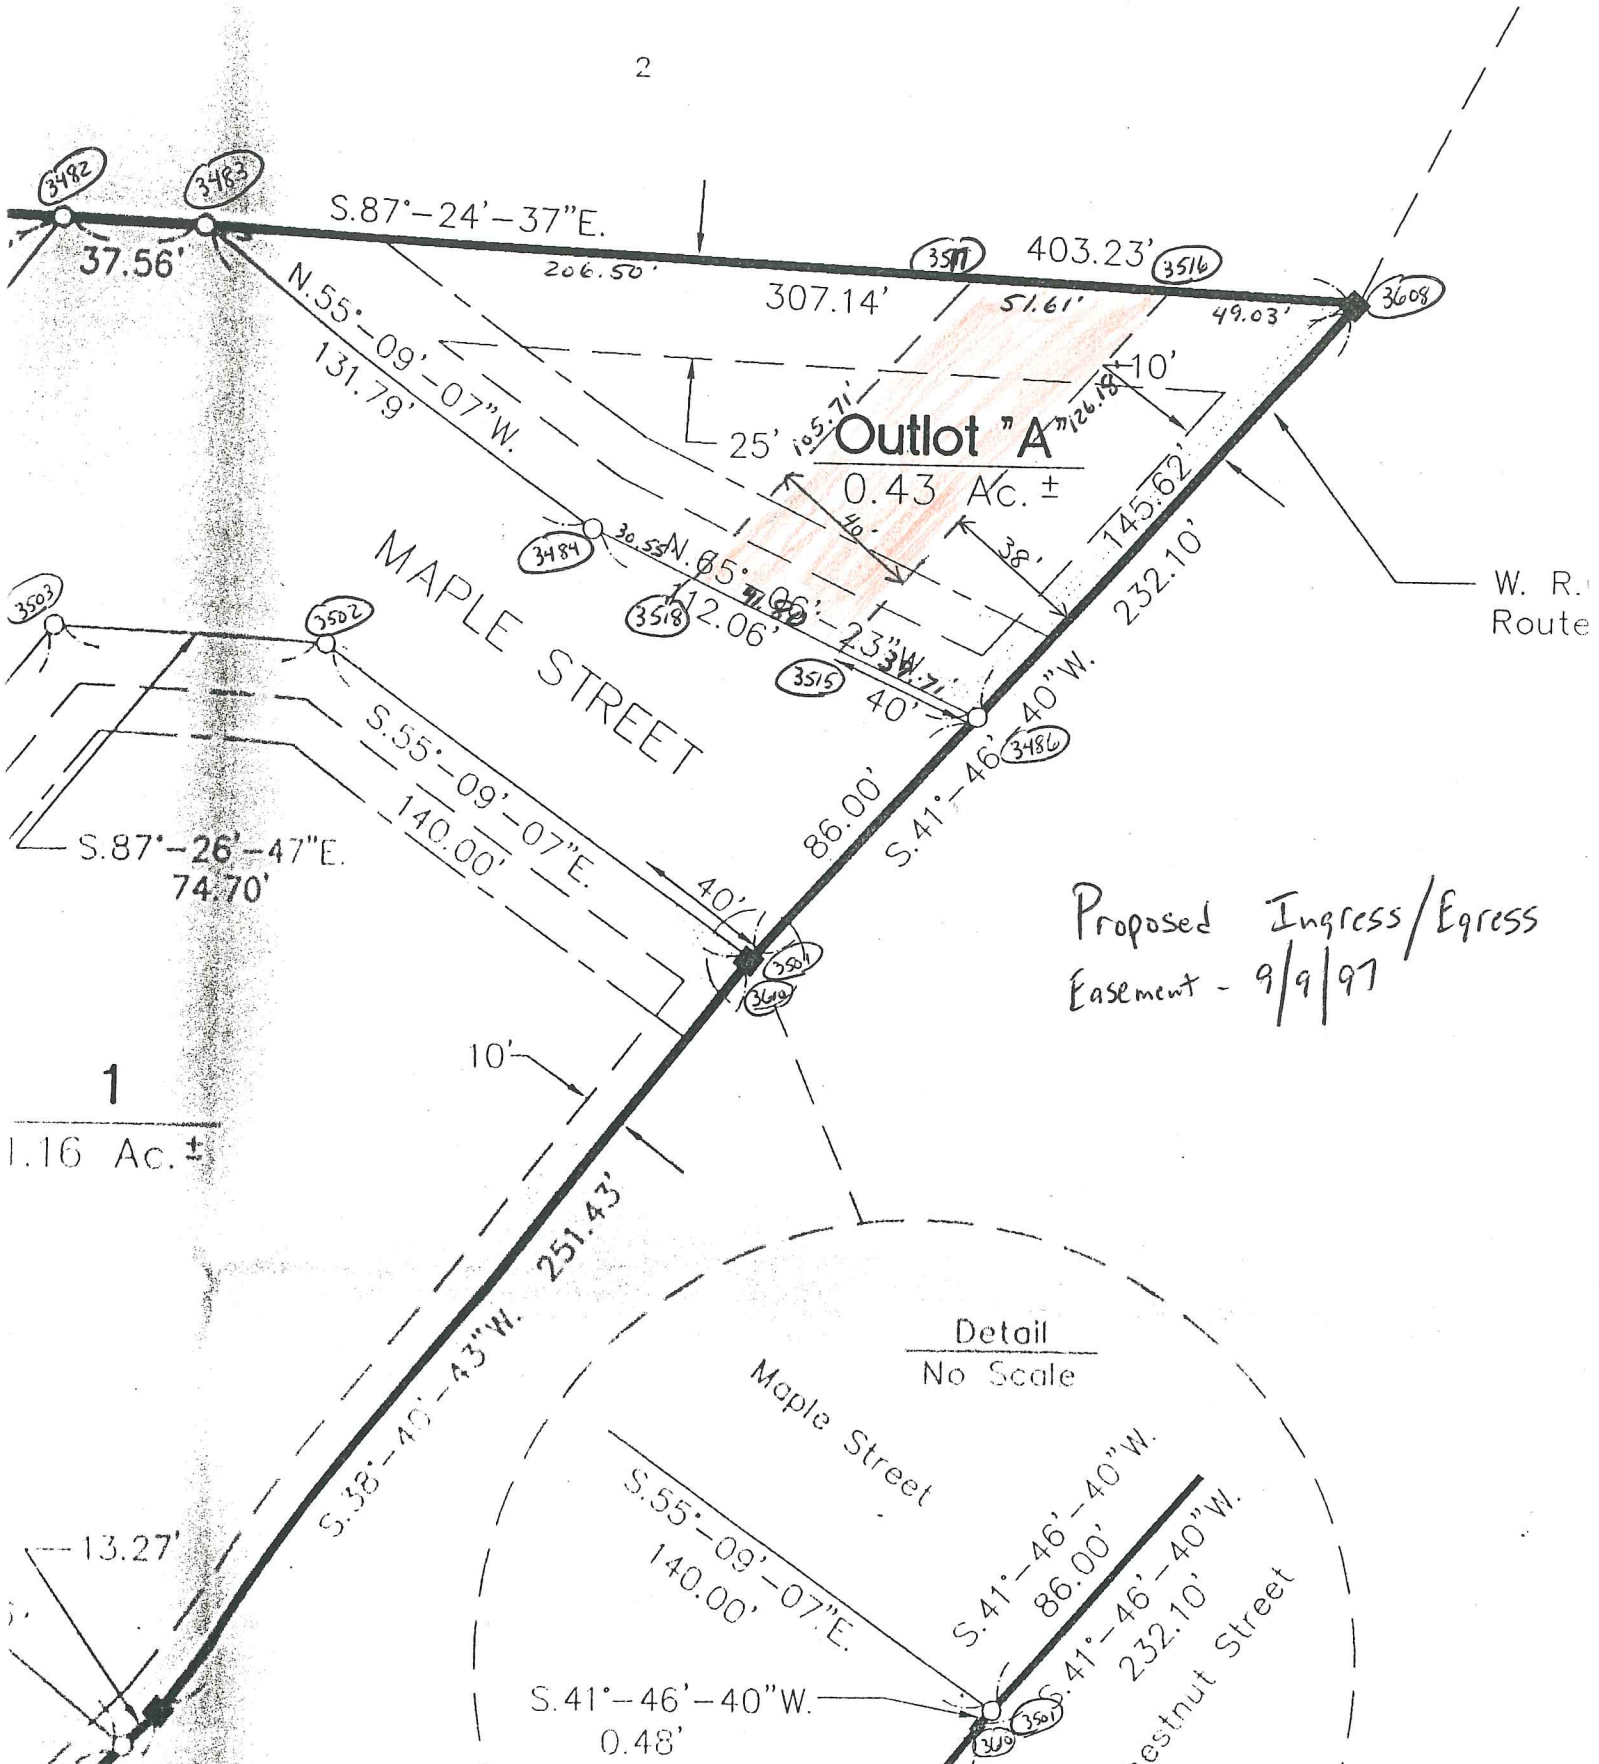 2
3482
3483
S.87°-24'-37"E.
37.56'
206.50'
307.14'
3517
403.23'
3516
51.61'
49.03'
3608
N.55°-09'-07"W.
131.79'
10'
105.71'
126.18'
25'
Outlot "A"
0.43 Ac. ±
40'
38'
145.62'
232.10'
W. R.
Route
3484
30.55'
N.65°-06'-23"W.
112.06'
3518
3515
40'
3486
MAPLE STREET
3503
3502
S.55°-09'-07"E.
140.00'
S.87°-26'-47"E.
74.70'
86.00'
S.41°-46'-40"W.
40'
3501
3610
Proposed Ingress/Egress
Easement - 9/9/97
10'
1
1.16 Ac. ±
251.43'
S.38°-40'-43"W.
13.27'
Detail
No Scale
Maple Street
S.55°-09'-07"E.
140.00'
S.41°-46'-40"W.
86.00'
S.41°-46'-40"W.
232.10'
S.41°-46'-40"W.
0.48'
3501
3610
estnut Street